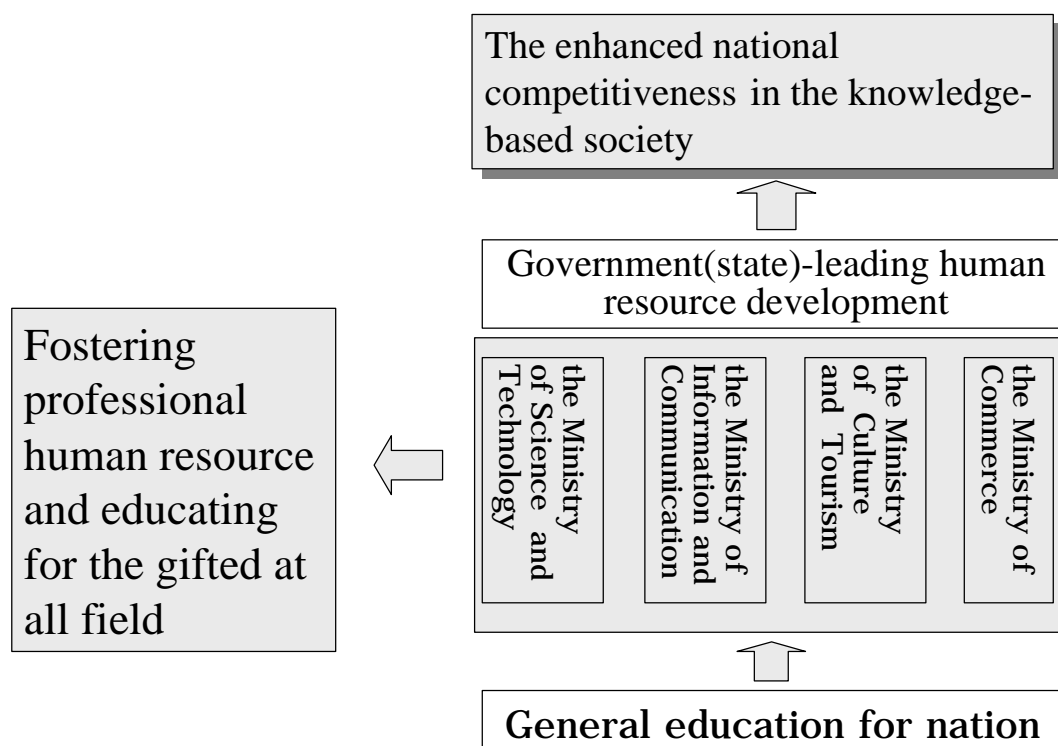 The enhanced national
competitiveness in the knowledge-
based society
Government(state)-leading human
resource development
Fostering
professional
human resource
and educating
for the gifted at
all field
the Ministry
of Science and
Technology
the Ministry of
Information and
Communication
the Ministry
of Culture
and Tourism
the Ministry of
Commerce
General education for nation